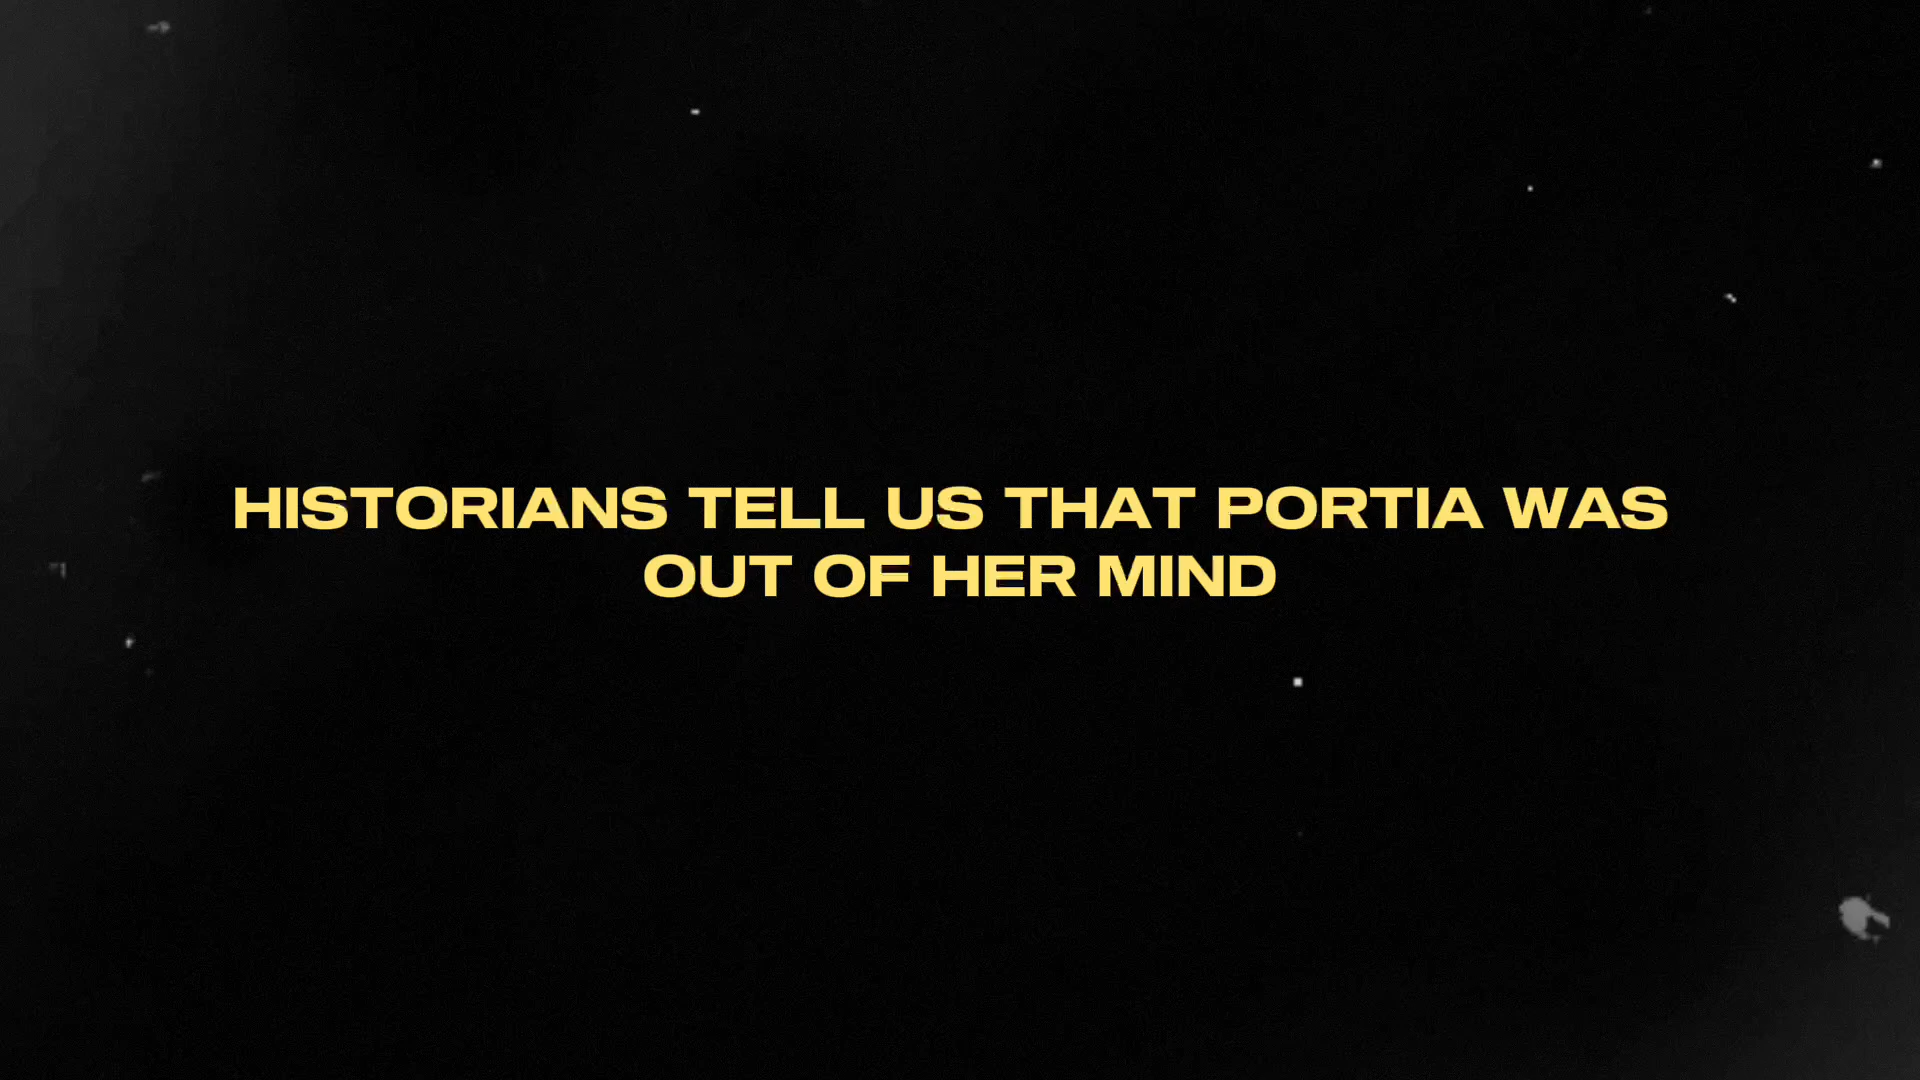 HISTORIANS TELL US THAT PORTIA WAS
OUT OF HER MIND